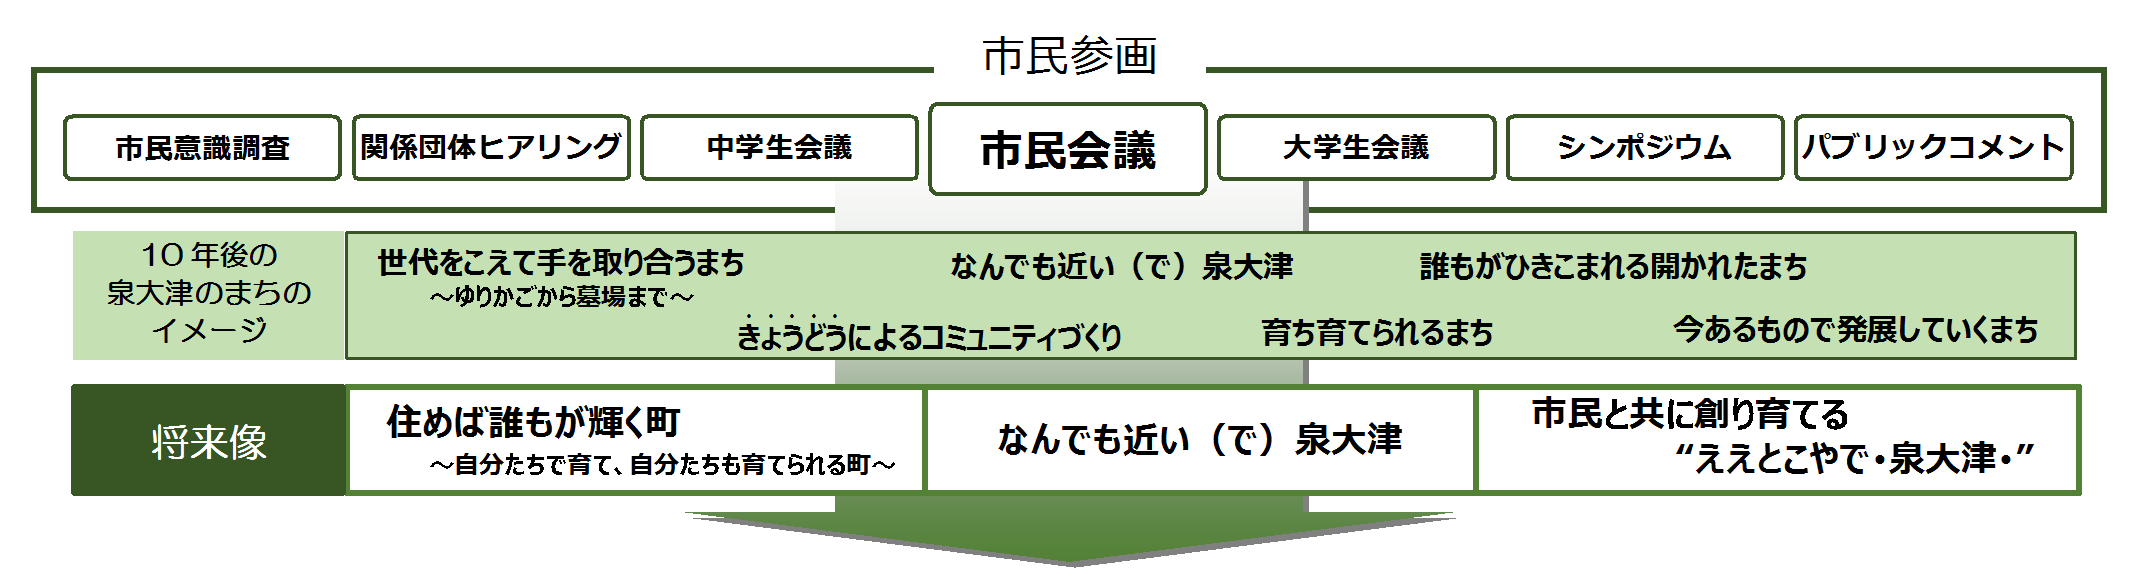 市民参画
市民意識調査
関係団体ヒアリング
中学生会議
市民会議
大学生会議
シンポジウム
パブリックコメント
10年後の
泉大津のまちの
イメージ
世代をこえて手を取り合うまち
～ゆりかごから墓場まで～
なんでも近い（で）泉大津
誰もがひきこまれる開かれたまち
きょうどうによるコミュニティづくり
育ち育てられるまち
今あるもので発展していくまち
将来像
住めば誰もが輝く町
～自分たちで育て、自分たちも育てられる町～
なんでも近い（で）泉大津
市民と共に創り育てる
“ええとこやで・泉大津・”